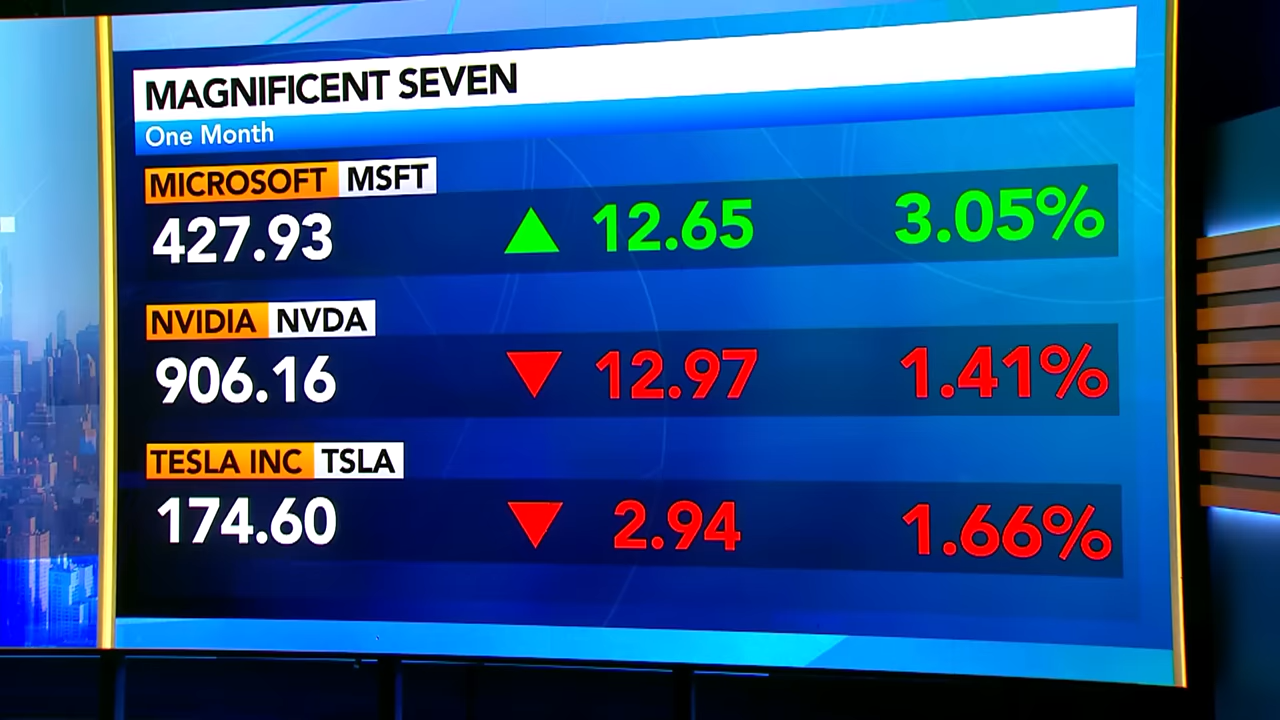 MAGNIFICENT SEVEN
One Month
MICROSOFT MSFT
427.93 ▲ 12.65 3.05%
NVIDIA NVDA
906.16 ▼ 12.97 1.41%
TESLA INC TSLA
174.60 ▼ 2.94 1.66%